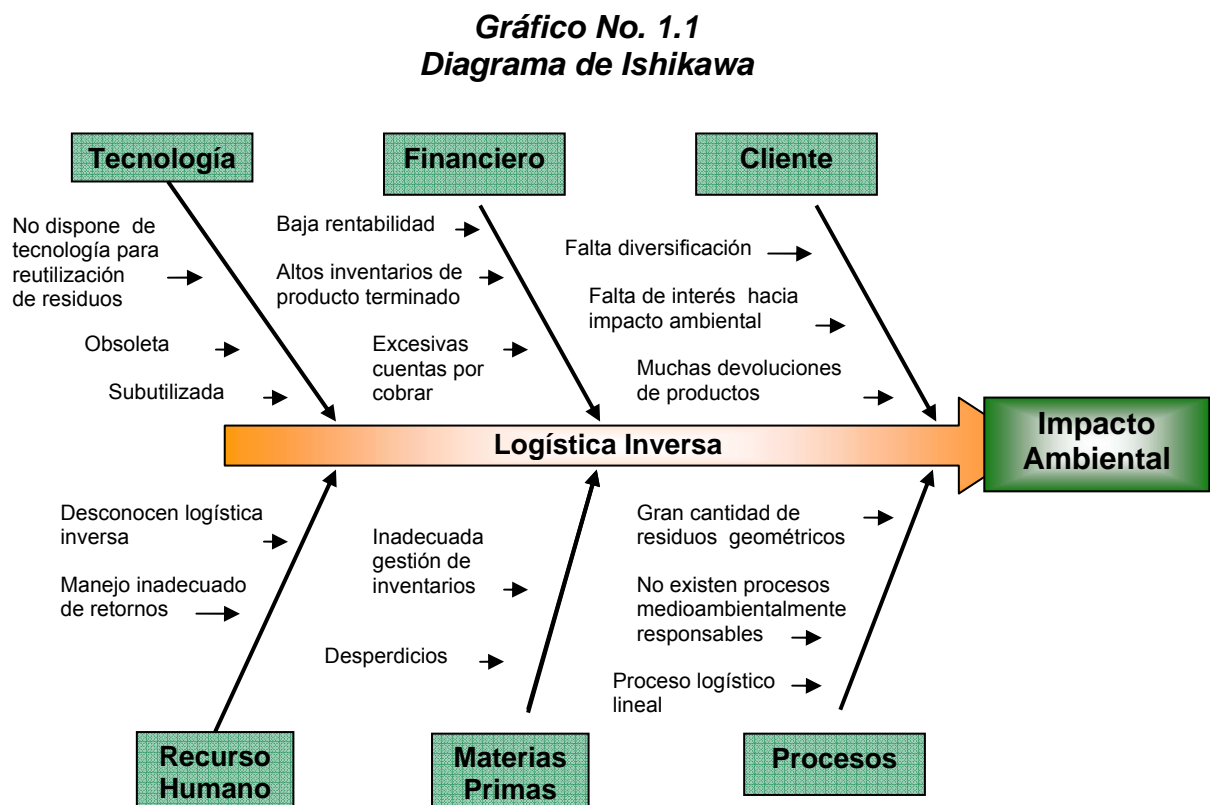 Gráfico No. 1.1
Diagrama de Ishikawa
Tecnología
Financiero
Cliente
No dispone de
tecnología para
reutilización
de residuos
Obsoleta
Subutilizada
Baja rentabilidad
Altos inventarios de
producto terminado
Excesivas
cuentas por
cobrar
Falta diversificación
Falta de interés hacia
impacto ambiental
Muchas devoluciones
de productos
Logística Inversa
Impacto
Ambiental
Desconocen logística
inversa
Manejo inadecuado
de retornos
Inadecuada
gestión de
inventarios
Desperdicios
Gran cantidad de
residuos geométricos
No existen procesos
medioambientalmente
responsables
Proceso logístico
lineal
Recurso
Humano
Materias
Primas
Procesos